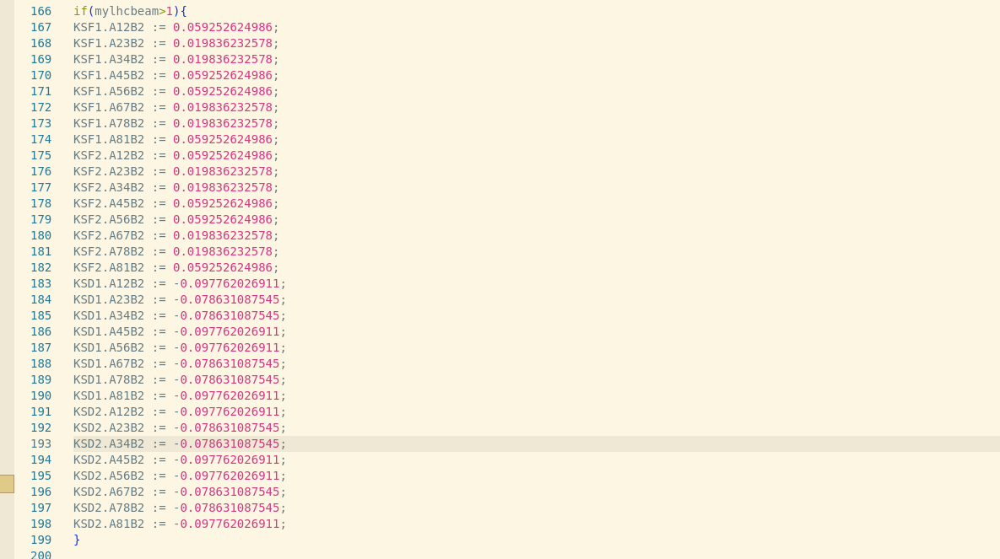 166 if(mylhcbeam>1){
167 KSF1.A12B2 := 0.059252624986;
168 KSF1.A23B2 := 0.019836232578;
169 KSF1.A34B2 := 0.019836232578;
170 KSF1.A45B2 := 0.059252624986;
171 KSF1.A56B2 := 0.059252624986;
172 KSF1.A67B2 := 0.019836232578;
173 KSF1.A78B2 := 0.019836232578;
174 KSF1.A81B2 := 0.059252624986;
175 KSF2.A12B2 := 0.059252624986;
176 KSF2.A23B2 := 0.019836232578;
177 KSF2.A34B2 := 0.019836232578;
178 KSF2.A45B2 := 0.059252624986;
179 KSF2.A56B2 := 0.059252624986;
180 KSF2.A67B2 := 0.019836232578;
181 KSF2.A78B2 := 0.019836232578;
182 KSF2.A81B2 := 0.059252624986;
183 KSD1.A12B2 := -0.097762026911;
184 KSD1.A23B2 := -0.078631087545;
185 KSD1.A34B2 := -0.078631087545;
186 KSD1.A45B2 := -0.097762026911;
187 KSD1.A56B2 := -0.097762026911;
188 KSD1.A67B2 := -0.078631087545;
189 KSD1.A78B2 := -0.078631087545;
190 KSD1.A81B2 := -0.097762026911;
191 KSD2.A12B2 := -0.097762026911;
192 KSD2.A23B2 := -0.078631087545;
193 KSD2.A34B2 := -0.078631087545;
194 KSD2.A45B2 := -0.097762026911;
195 KSD2.A56B2 := -0.097762026911;
196 KSD2.A67B2 := -0.078631087545;
197 KSD2.A78B2 := -0.078631087545;
198 KSD2.A81B2 := -0.097762026911;
199 }
200